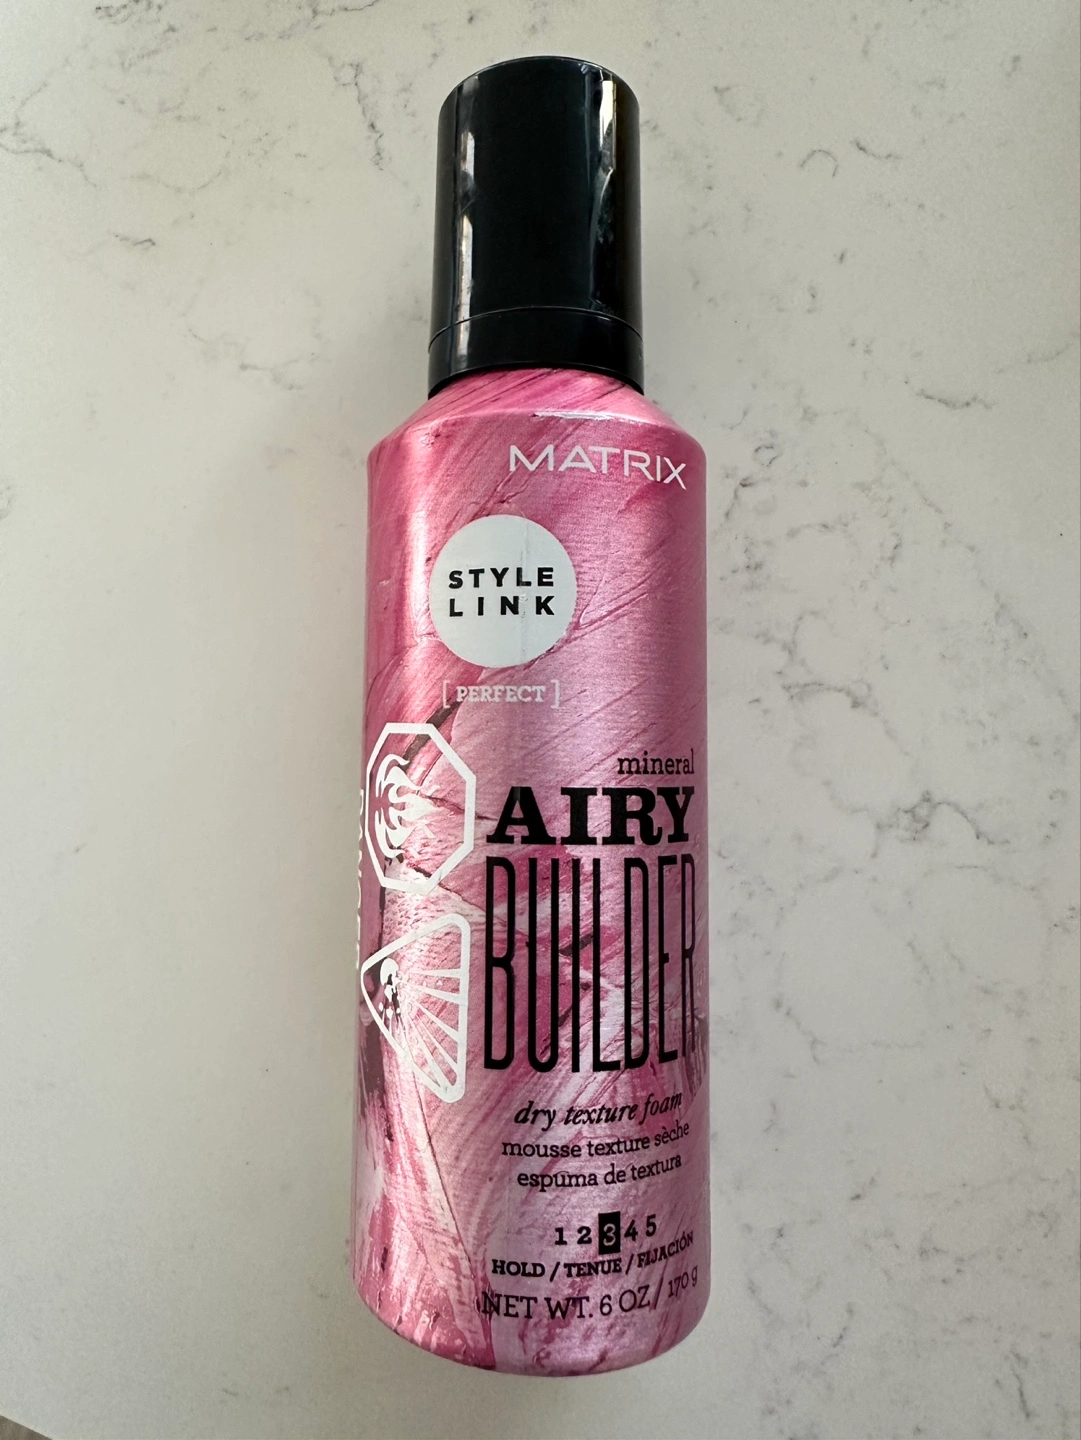 MATRIX
STYLE
LINK
[ PERFECT ]
mineral
AIRY
BUILDER
dry texture foam
mousse texture sèche
espuma de textura
1 2 3 4 5
HOLD / TENUE / FIJACIÓN
NET WT. 6 OZ / 170 g